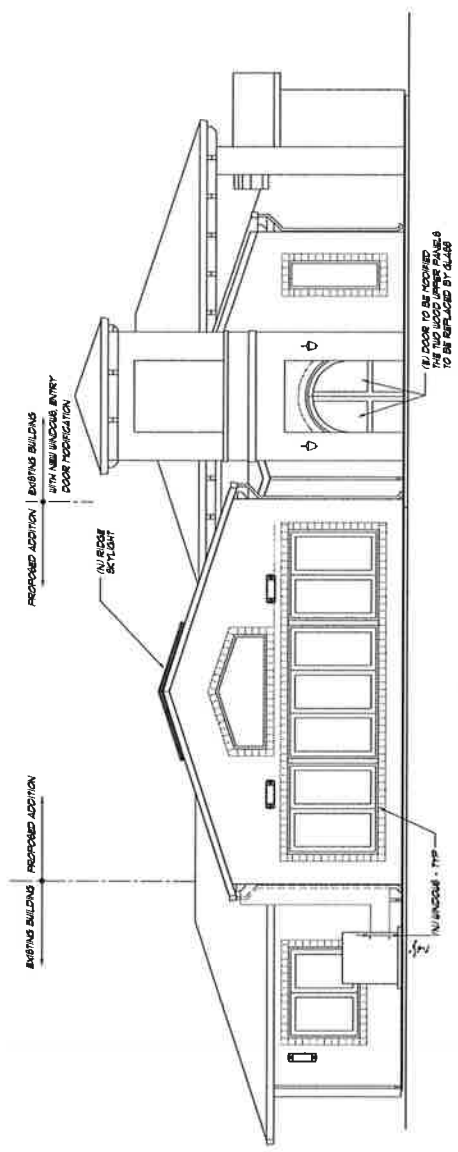 EXISTING BUILDING | PROPOSED ADDITION
(N) RIDGE
SKYLIGHT
PROPOSED ADDITION | EXISTING BUILDING
WITH NEW WINDOWS, ENTRY
DOOR MODIFICATION
(N) WINDOWS - TYP
(E) DOOR TO BE MODIFIED
THE TWO WOOD UPPER PANELS
TO BE REPLACED BY GLASS